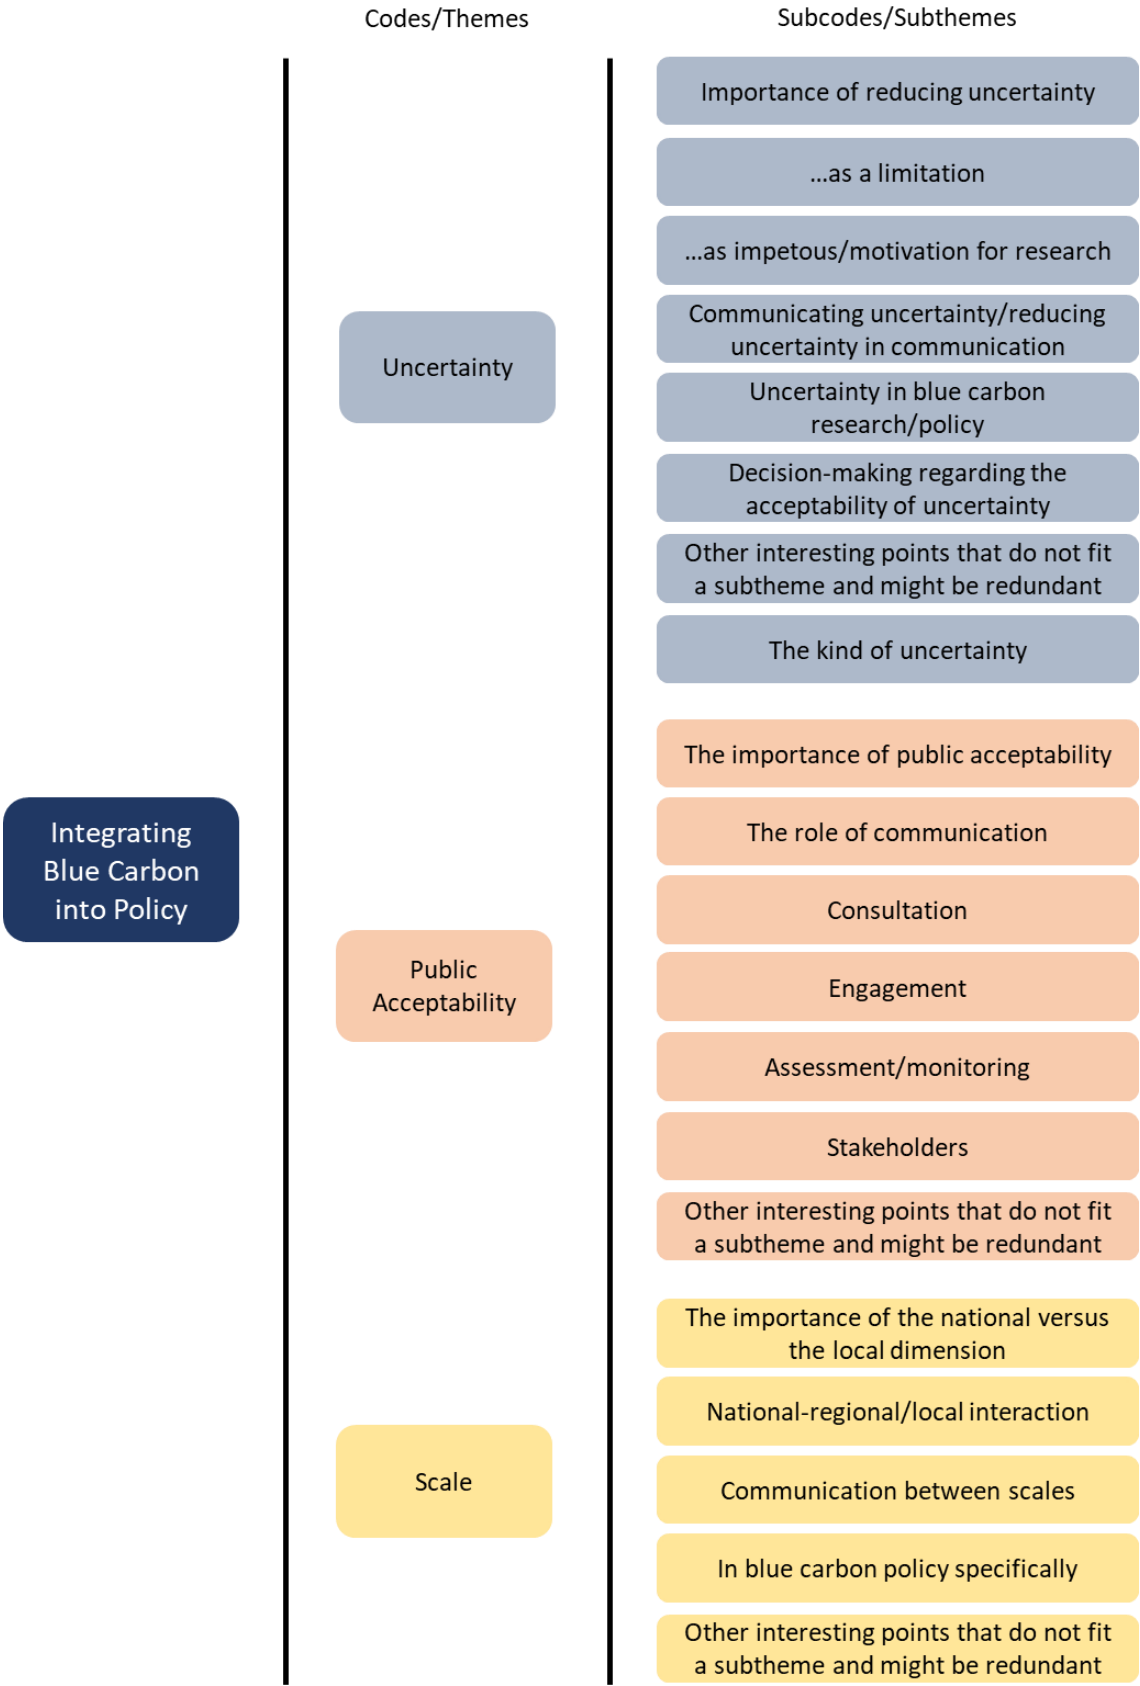 Codes/Themes
Subcodes/Subthemes
Importance of reducing uncertainty
...as a limitation
...as impetous/motivation for research
Communicating uncertainty/reducing
uncertainty in communication
Uncertainty
Uncertainty in blue carbon
research/policy
Decision-making regarding the
acceptability of uncertainty
Other interesting points that do not fit
a subtheme and might be redundant
The kind of uncertainty
The importance of public acceptability
Integrating
Blue Carbon
into Policy
The role of communication
Consultation
Public
Acceptability
Engagement
Assessment/monitoring
Stakeholders
Other interesting points that do not fit
a subtheme and might be redundant
The importance of the national versus
the local dimension
National-regional/local interaction
Scale
Communication between scales
In blue carbon policy specifically
Other interesting points that do not fit
a subtheme and might be redundant